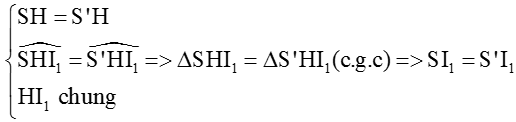 SH = S'H
SHI₁ = S'HI₁ => ΔSHI₁ = ΔS'HI₁(c.g.c) => SI₁ = S'I₁
HI₁ chung